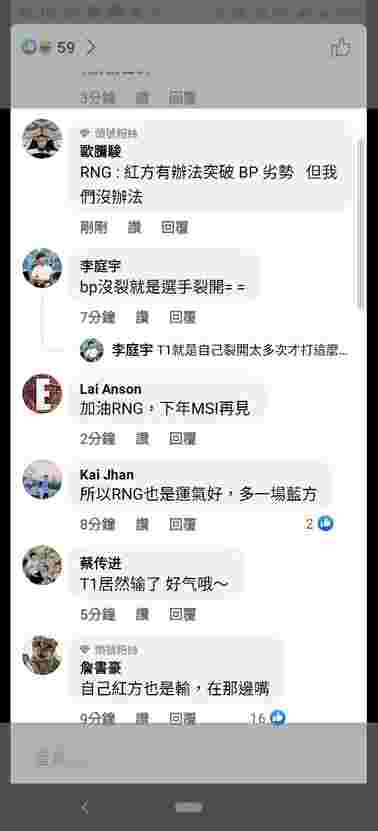 59
3分鐘 讚 回覆
頭號粉絲
歐騰駿
RNG : 紅方有辦法突破 BP 劣勢 但我
們沒辦法
剛剛 讚 回覆
李庭宇
bp沒裂就是選手裂開= =
7分鐘 讚 回覆
李庭宇 T1就是自己裂開太多次才打這麼...
Lai Anson
加油RNG，下年MSI再見
2分鐘 讚 回覆
Kai Jhan
所以RNG也是運氣好，多一場藍方
8分鐘 讚 回覆 2
蔡传进
T1居然输了 好气哦～
5分鐘 讚 回覆
頭號粉絲
詹書豪
自己紅方也是輸，在那邊嘴
9分鐘 讚 回覆 16